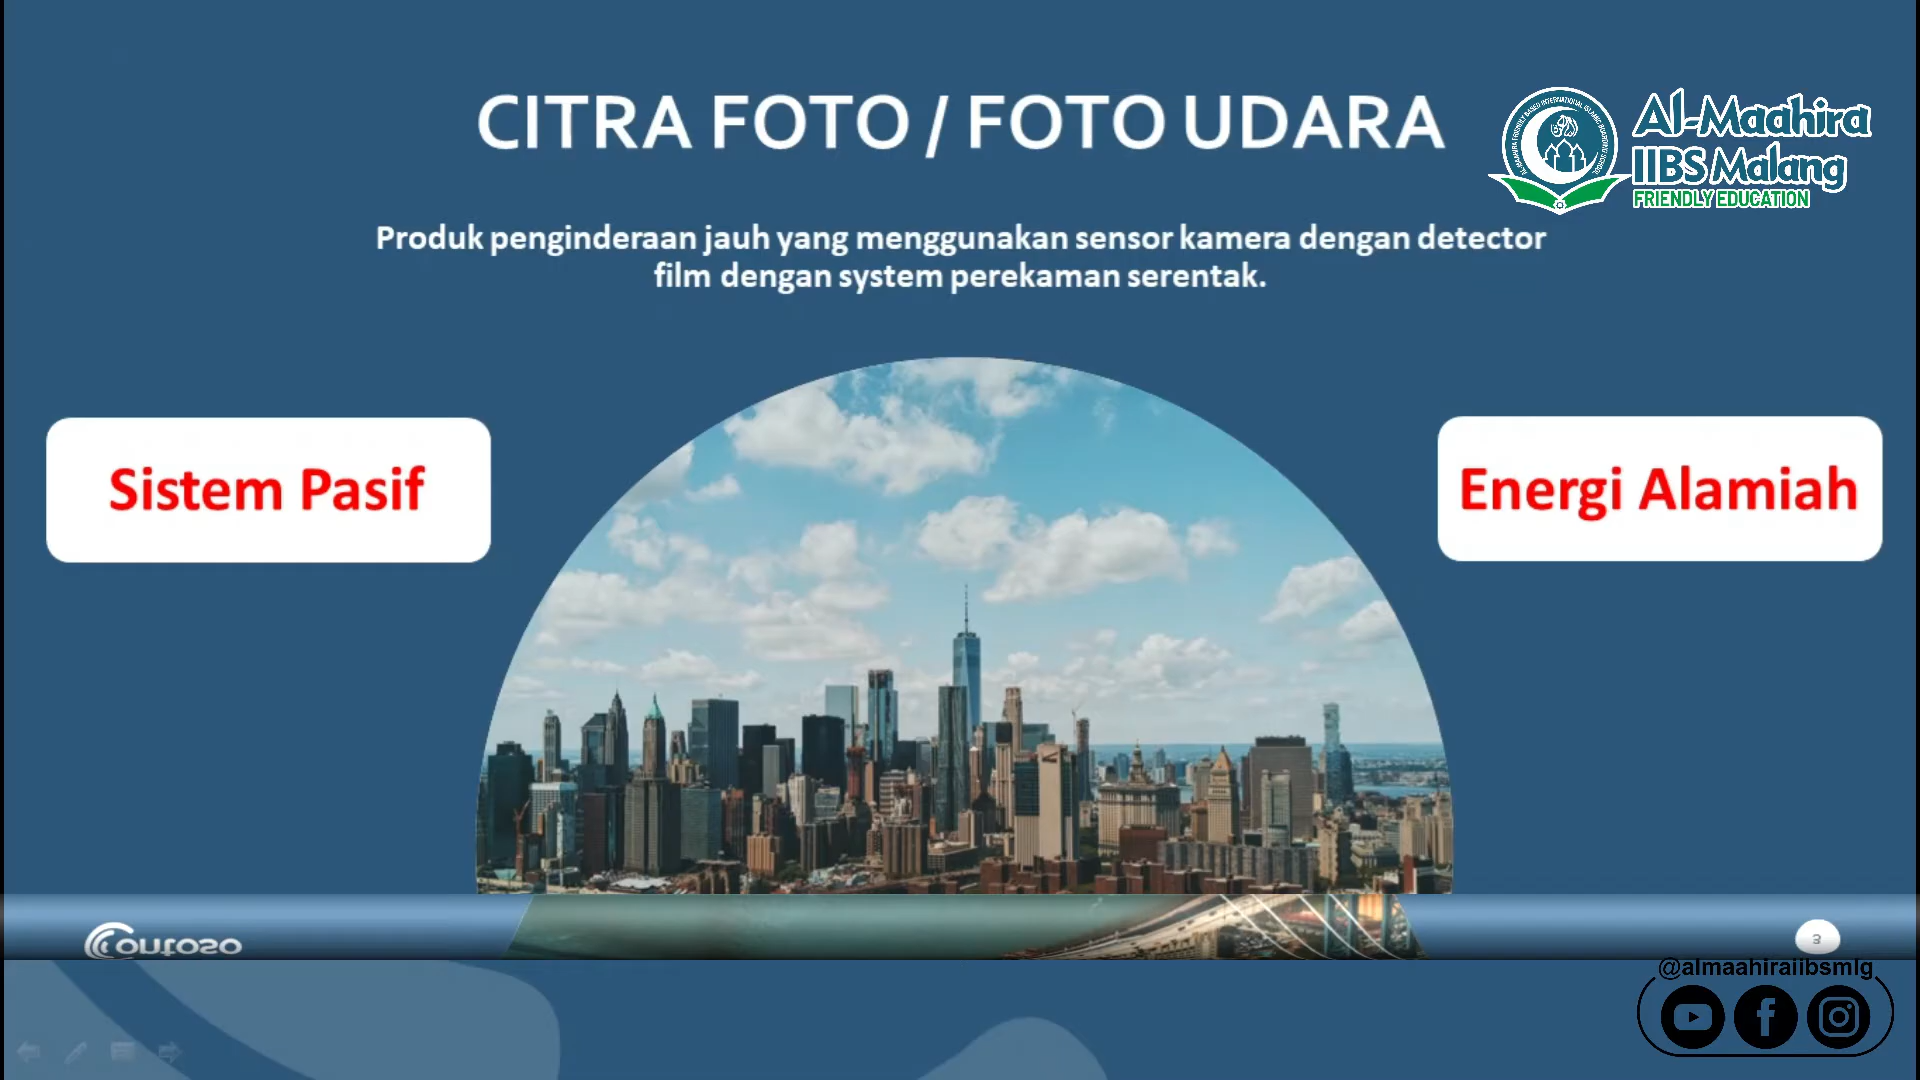 CITRA FOTO / FOTO UDARA
Al-Maahira
IIBS Malang
FRIENDLY EDUCATION
Produk penginderaan jauh yang menggunakan sensor kamera dengan detector
film dengan system perekaman serentak.
Sistem Pasif
Energi Alamiah
3
@almaahiraiibsmlg